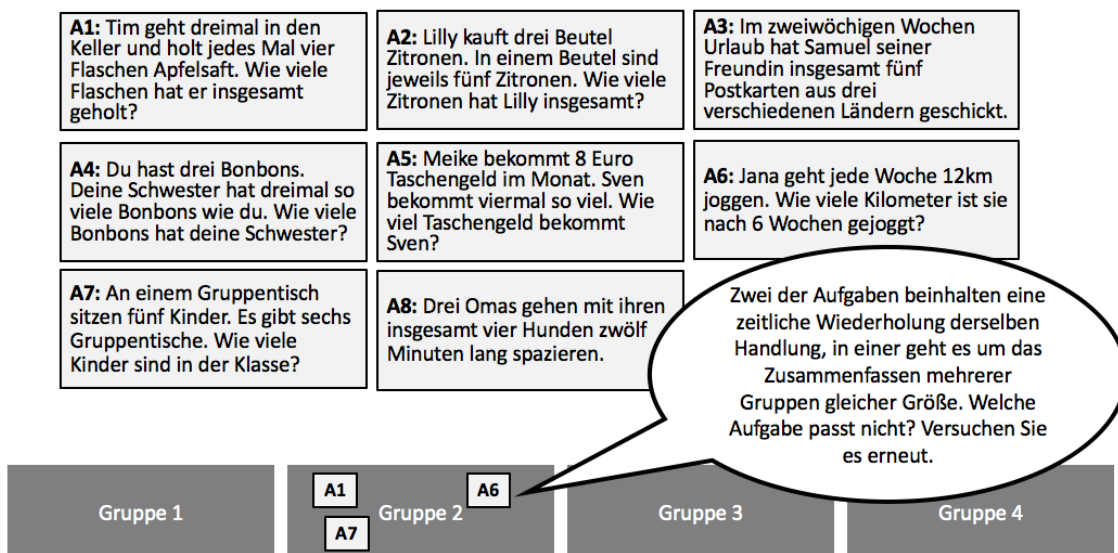 A1: Tim geht dreimal in den
Keller und holt jedes Mal vier
Flaschen Apfelsaft. Wie viele
Flaschen hat er insgesamt
geholt?
A2: Lilly kauft drei Beutel
Zitronen. In einem Beutel sind
jeweils fünf Zitronen. Wie viele
Zitronen hat Lilly insgesamt?
A3: Im zweiwöchigen Wochen
Urlaub hat Samuel seiner
Freundin insgesamt fünf
Postkarten aus drei
verschiedenen Ländern geschickt.
A4: Du hast drei Bonbons.
Deine Schwester hat dreimal so
viele Bonbons wie du. Wie viele
Bonbons hat deine Schwester?
A5: Meike bekommt 8 Euro
Taschengeld im Monat. Sven
bekommt viermal so viel. Wie
viel Taschengeld bekommt
Sven?
A6: Jana geht jede Woche 12km
joggen. Wie viele Kilometer ist sie
nach 6 Wochen gejoggt?
A7: An einem Gruppentisch
sitzen fünf Kinder. Es gibt sechs
Gruppentische. Wie viele
Kinder sind in der Klasse?
A8: Drei Omas gehen mit ihren
insgesamt vier Hunden zwölf
Minuten lang spazieren.
Zwei der Aufgaben beinhalten eine
zeitliche Wiederholung derselben
Handlung, in einer geht es um das
Zusammenfassen mehrerer
Gruppen gleicher Größe. Welche
Aufgabe passt nicht? Versuchen Sie
es erneut.
Gruppe 1
A1
A6
Gruppe 2
A7
Gruppe 3
Gruppe 4